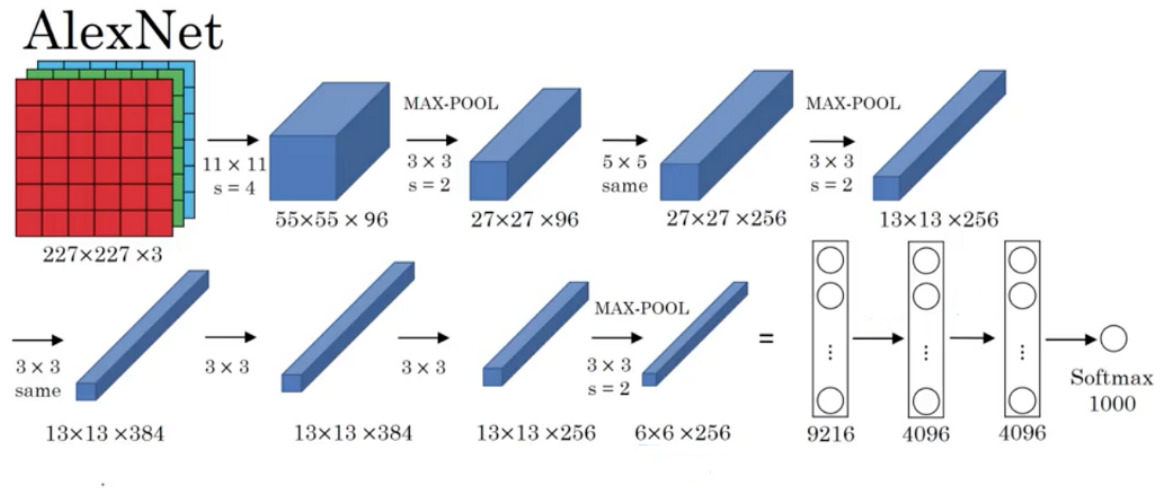 AlexNet
227×227 ×3
11 × 11
s = 4
55×55 × 96
MAX-POOL
3 × 3
s = 2
27×27 ×96
5 × 5
same
27×27 ×256
MAX-POOL
3 × 3
s = 2
13×13 ×256
3 × 3
same
13×13 ×384
3 × 3
13×13 ×384
3 × 3
13×13 ×256
MAX-POOL
3 × 3
s = 2
6×6 ×256
=
⋮
9216
⋮
4096
⋮
4096
Softmax
1000